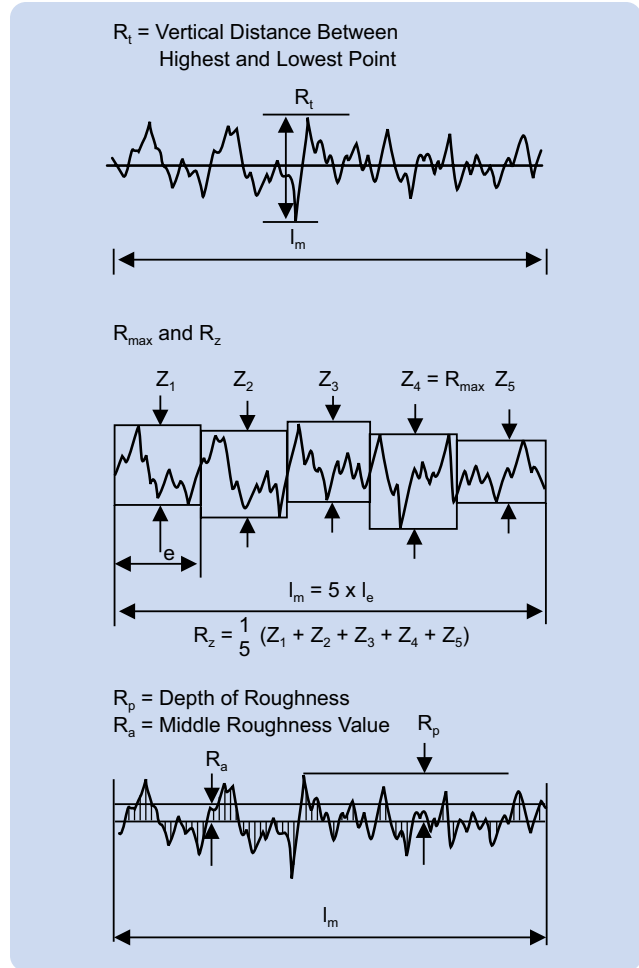 Rt = Vertical Distance Between
Highest and Lowest Point
Rt
lm
Rmax and Rz
Z1 Z2 Z3 Z4 = Rmax Z5
e
lm = 5 x le
Rz = 1/5 (Z1 + Z2 + Z3 + Z4 + Z5)
Rp = Depth of Roughness
Ra = Middle Roughness Value
Rp
Ra
lm